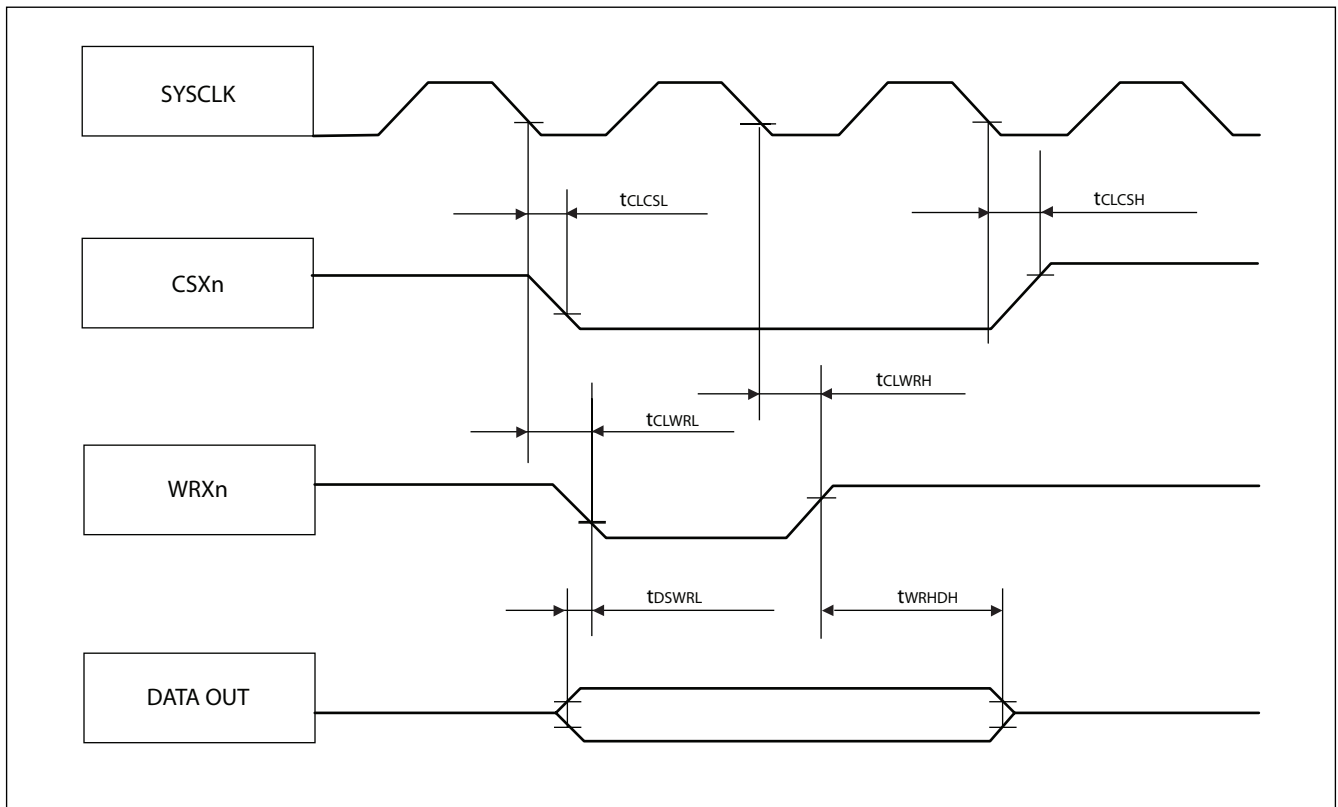 SYSCLK
tCLCSL
tCLCSH
CSXn
tCLWRH
tCLWRL
WRXn
tDSWRL
tWRHDH
DATA OUT